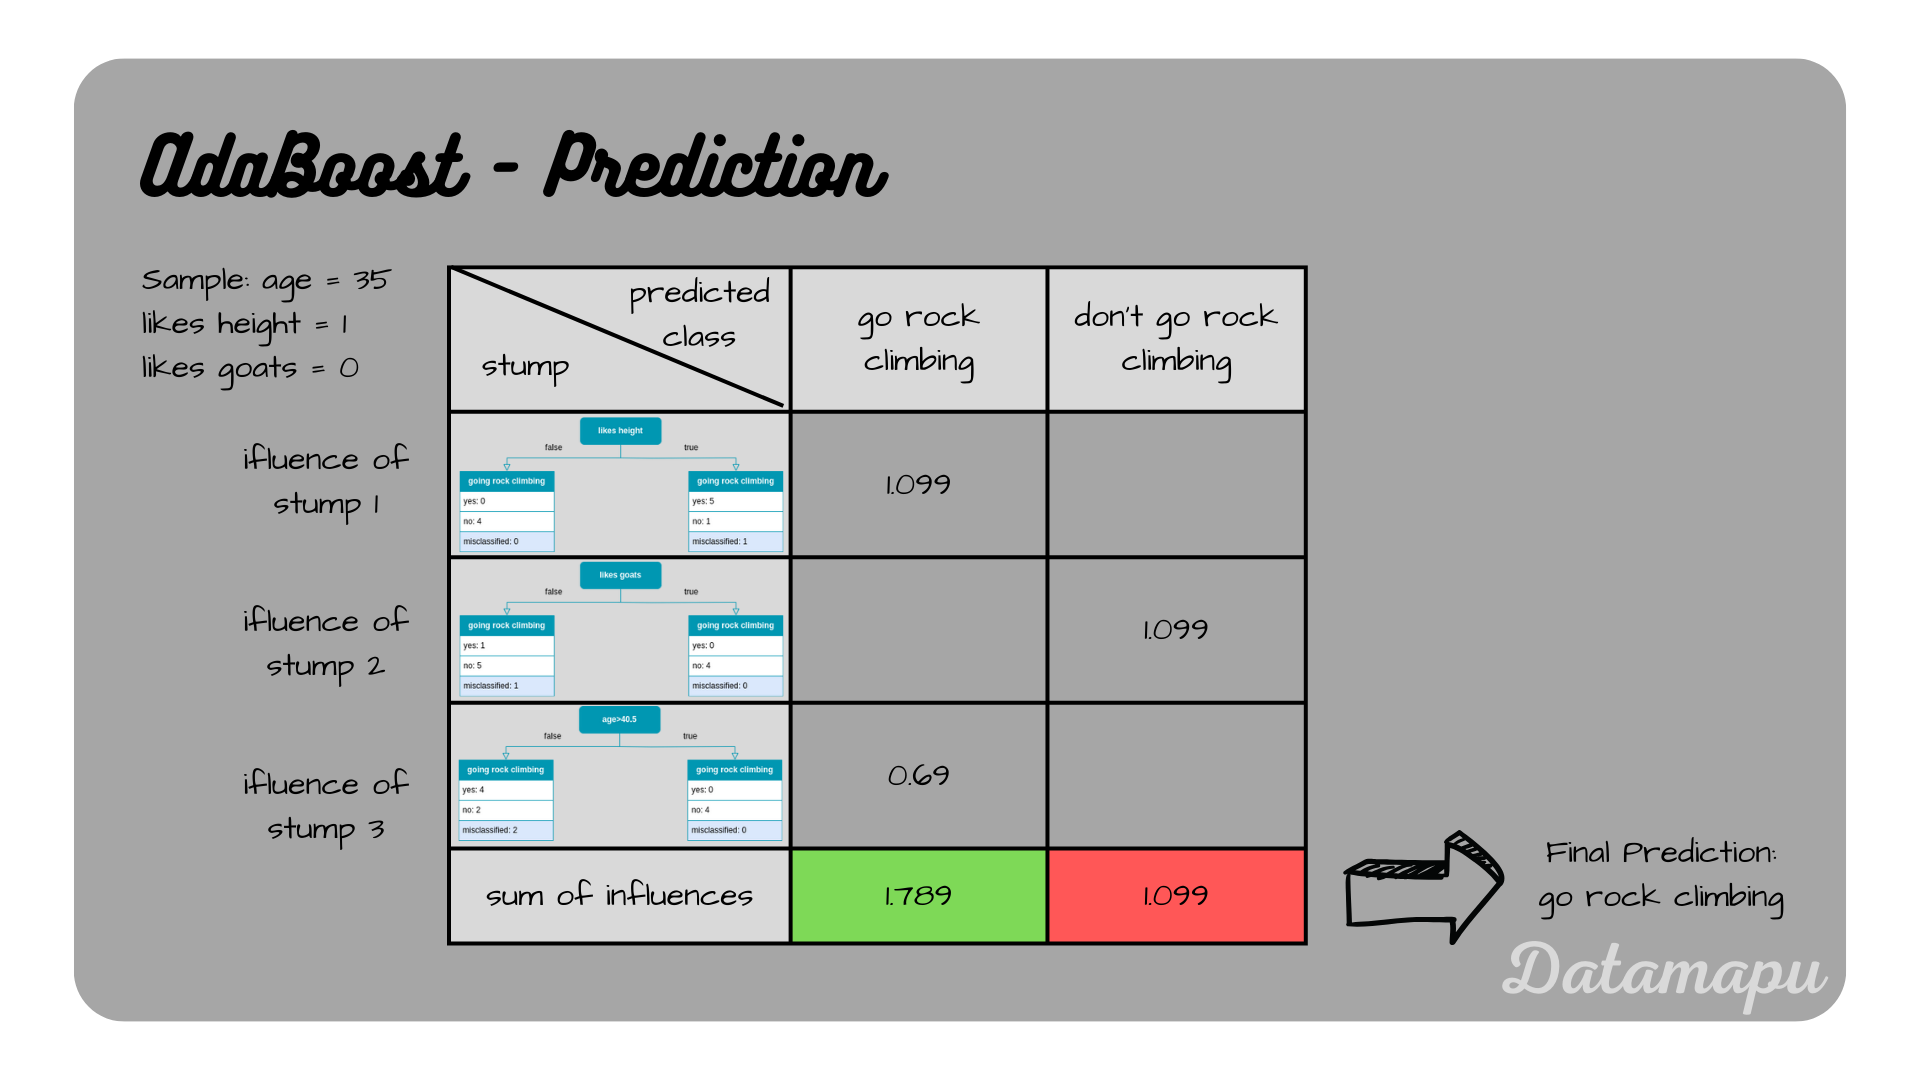 AdaBoost - Prediction
Sample: age = 35
likes height = 1
likes goats = 0
predicted
class
stump
go rock
climbing
don't go rock
climbing
ifluence of
stump 1
likes height
false
true
going rock climbing
yes: 0
no: 4
misclassified: 0
going rock climbing
yes: 5
no: 1
misclassified: 1
1.099
ifluence of
stump 2
likes goats
false
true
going rock climbing
yes: 1
no: 5
misclassified: 1
going rock climbing
yes: 0
no: 4
misclassified: 0
1.099
ifluence of
stump 3
age>40.5
false
true
going rock climbing
yes: 4
no: 2
misclassified: 2
going rock climbing
yes: 0
no: 4
misclassified: 0
0.69
sum of influences
1.789
1.099
Final Prediction:
go rock climbing
Datamapu